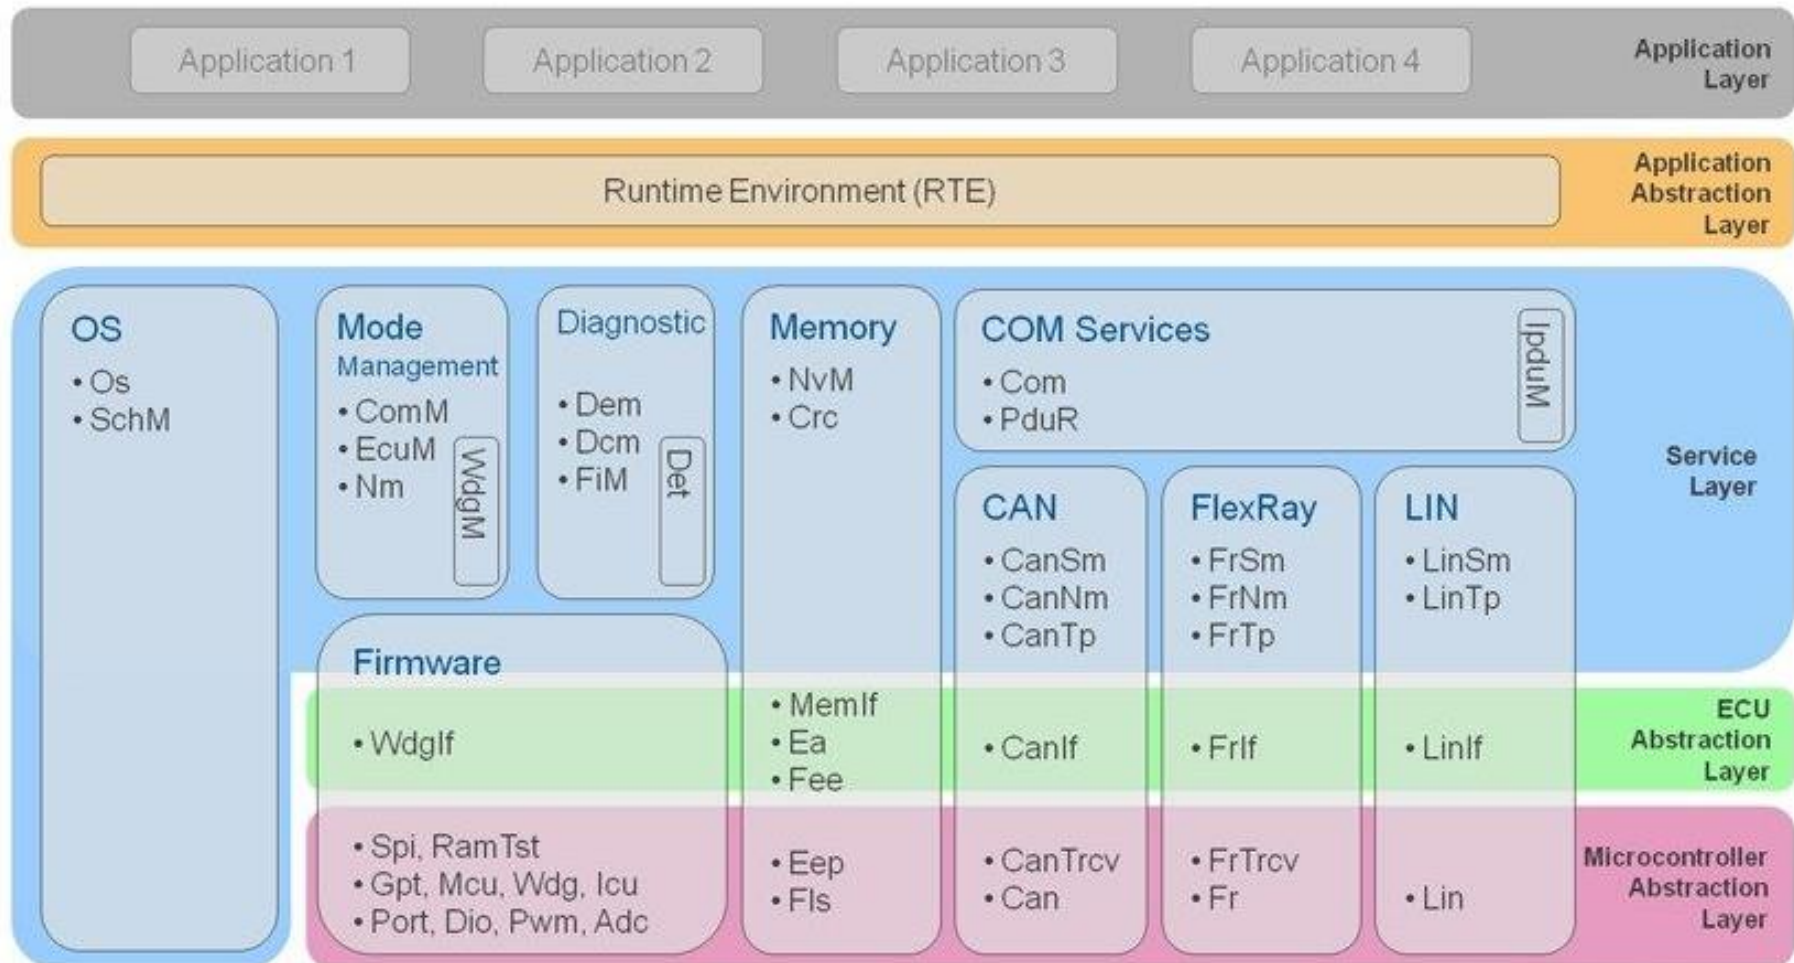 Application 1
Application 2
Application 3
Application 4
Application
Layer
Runtime Environment (RTE)
Application
Abstraction
Layer
OS
• Os
• SchM
Mode
Management
• ComM
• EcuM
• Nm
WdgM
Diagnostic
• Dem
• Dcm
• FiM
Det
Memory
• NvM
• Crc
COM Services
• Com
• PduR
IpduM
CAN
• CanSm
• CanNm
• CanTp
FlexRay
• FrSm
• FrNm
• FrTp
LIN
• LinSm
• LinTp
Service
Layer
Firmware
• WdgIf
• MemIf
• Ea
• Fee
• CanIf
• FrIf
• LinIf
ECU
Abstraction
Layer
• Spi, RamTst
• Gpt, Mcu, Wdg, Icu
• Port, Dio, Pwm, Adc
• Eep
• Fls
• CanTrcv
• Can
• FrTrcv
• Fr
• Lin
Microcontroller
Abstraction
Layer